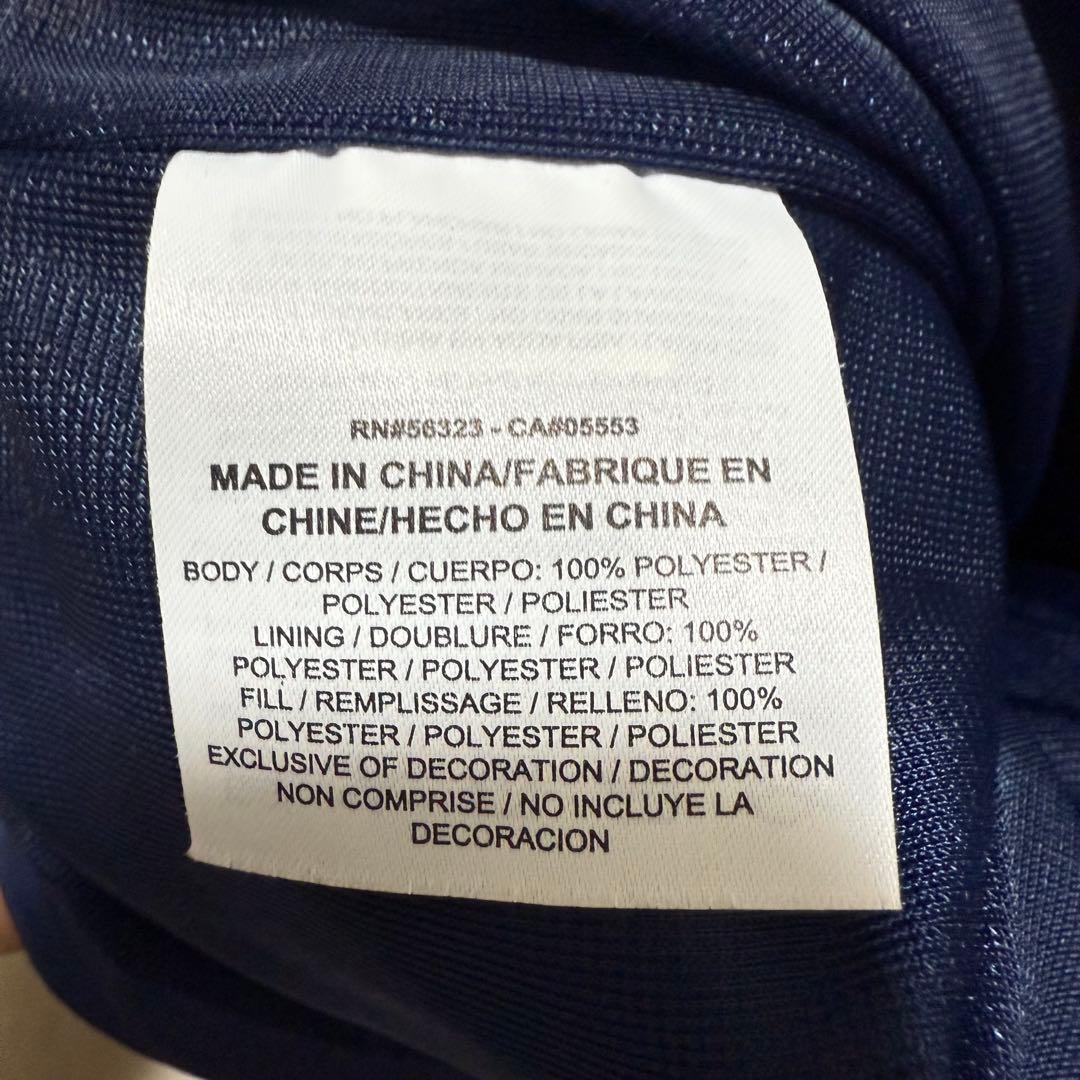 RN#56323 - CA#05553
MADE IN CHINA/FABRIQUE EN
CHINE/HECHO EN CHINA
BODY / CORPS / CUERPO: 100% POLYESTER /
POLYESTER / POLIESTER
LINING / DOUBLURE / FORRO: 100%
POLYESTER / POLYESTER / POLIESTER
FILL / REMPLISSAGE / RELLENO: 100%
POLYESTER / POLYESTER / POLIESTER
EXCLUSIVE OF DECORATION / DECORATION
NON COMPRISE / NO INCLUYE LA
DECORACION